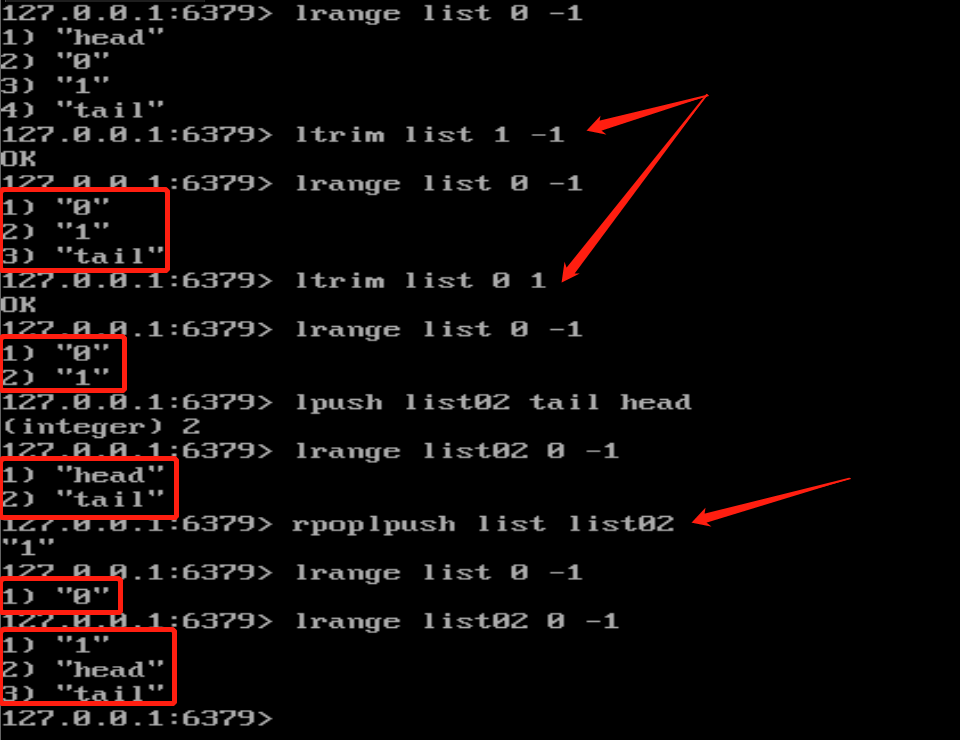 127.0.0.1:6379> lrange list 0 -1
1) "head"
2) "0"
3) "1"
4) "tail"
127.0.0.1:6379> ltrim list 1 -1
OK
127.0.0.1:6379> lrange list 0 -1
1) "0"
2) "1"
3) "tail"
127.0.0.1:6379> ltrim list 0 1
OK
127.0.0.1:6379> lrange list 0 -1
1) "0"
2) "1"
127.0.0.1:6379> lpush list02 tail head
(integer) 2
127.0.0.1:6379> lrange list02 0 -1
1) "head"
2) "tail"
127.0.0.1:6379> rpoplpush list list02
"1"
127.0.0.1:6379> lrange list 0 -1
1) "0"
127.0.0.1:6379> lrange list02 0 -1
1) "1"
2) "head"
3) "tail"
127.0.0.1:6379>